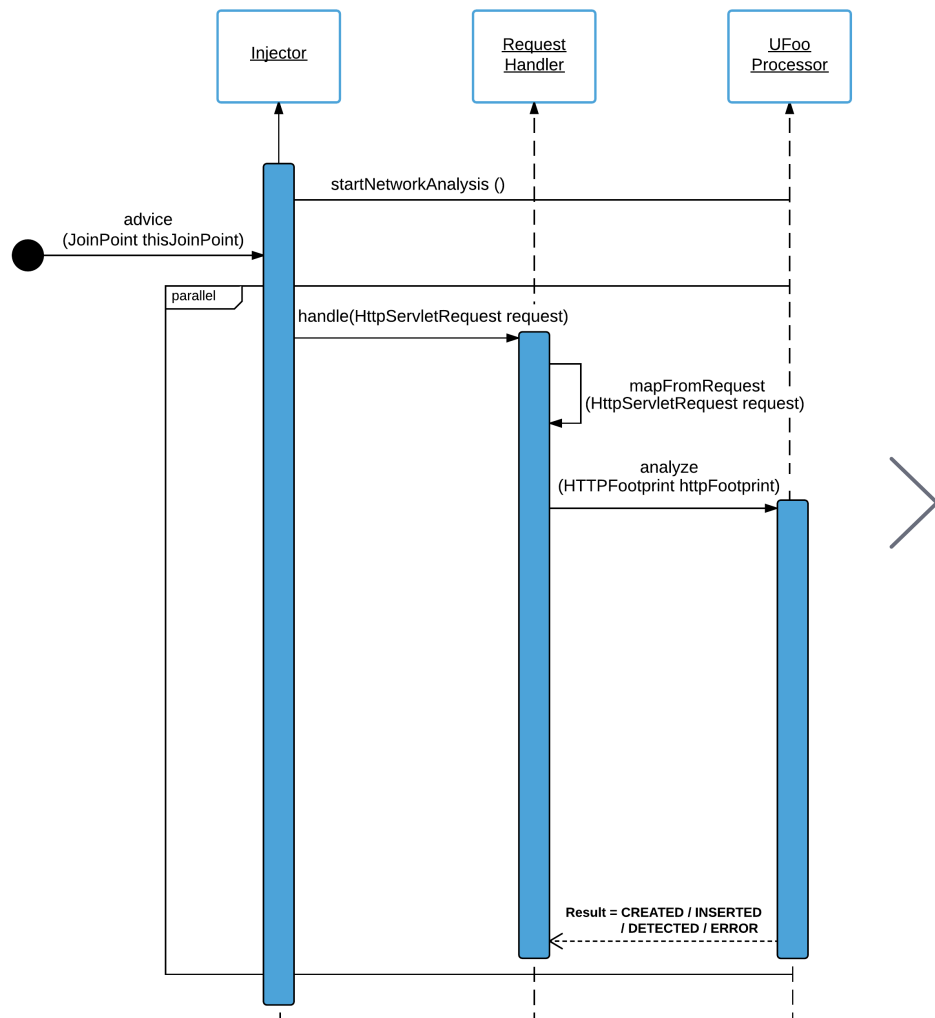 Injector
Request
Handler
UFoo
Processor
startNetworkAnalysis ()
advice
(JoinPoint thisJoinPoint)
parallel
handle(HttpServletRequest request)
mapFromRequest
(HttpServletRequest request)
analyze
(HTTPFootprint httpFootprint)
Result = CREATED / INSERTED
/ DETECTED / ERROR